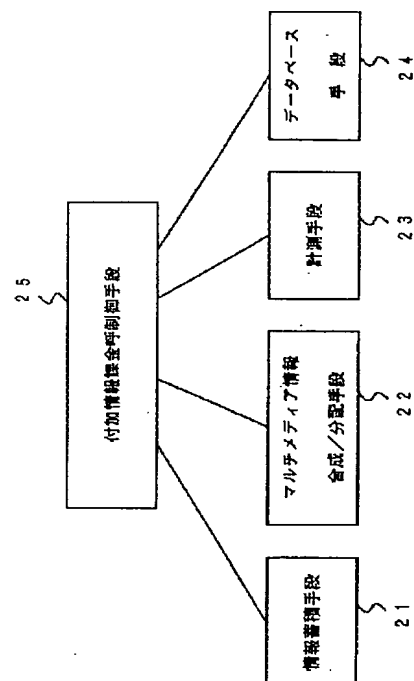 25
付加情報課金呼制御手段
情報蓄積手段
21
マルチメディア情報
合成／分配手段
22
計測手段
23
データベース
手段
24